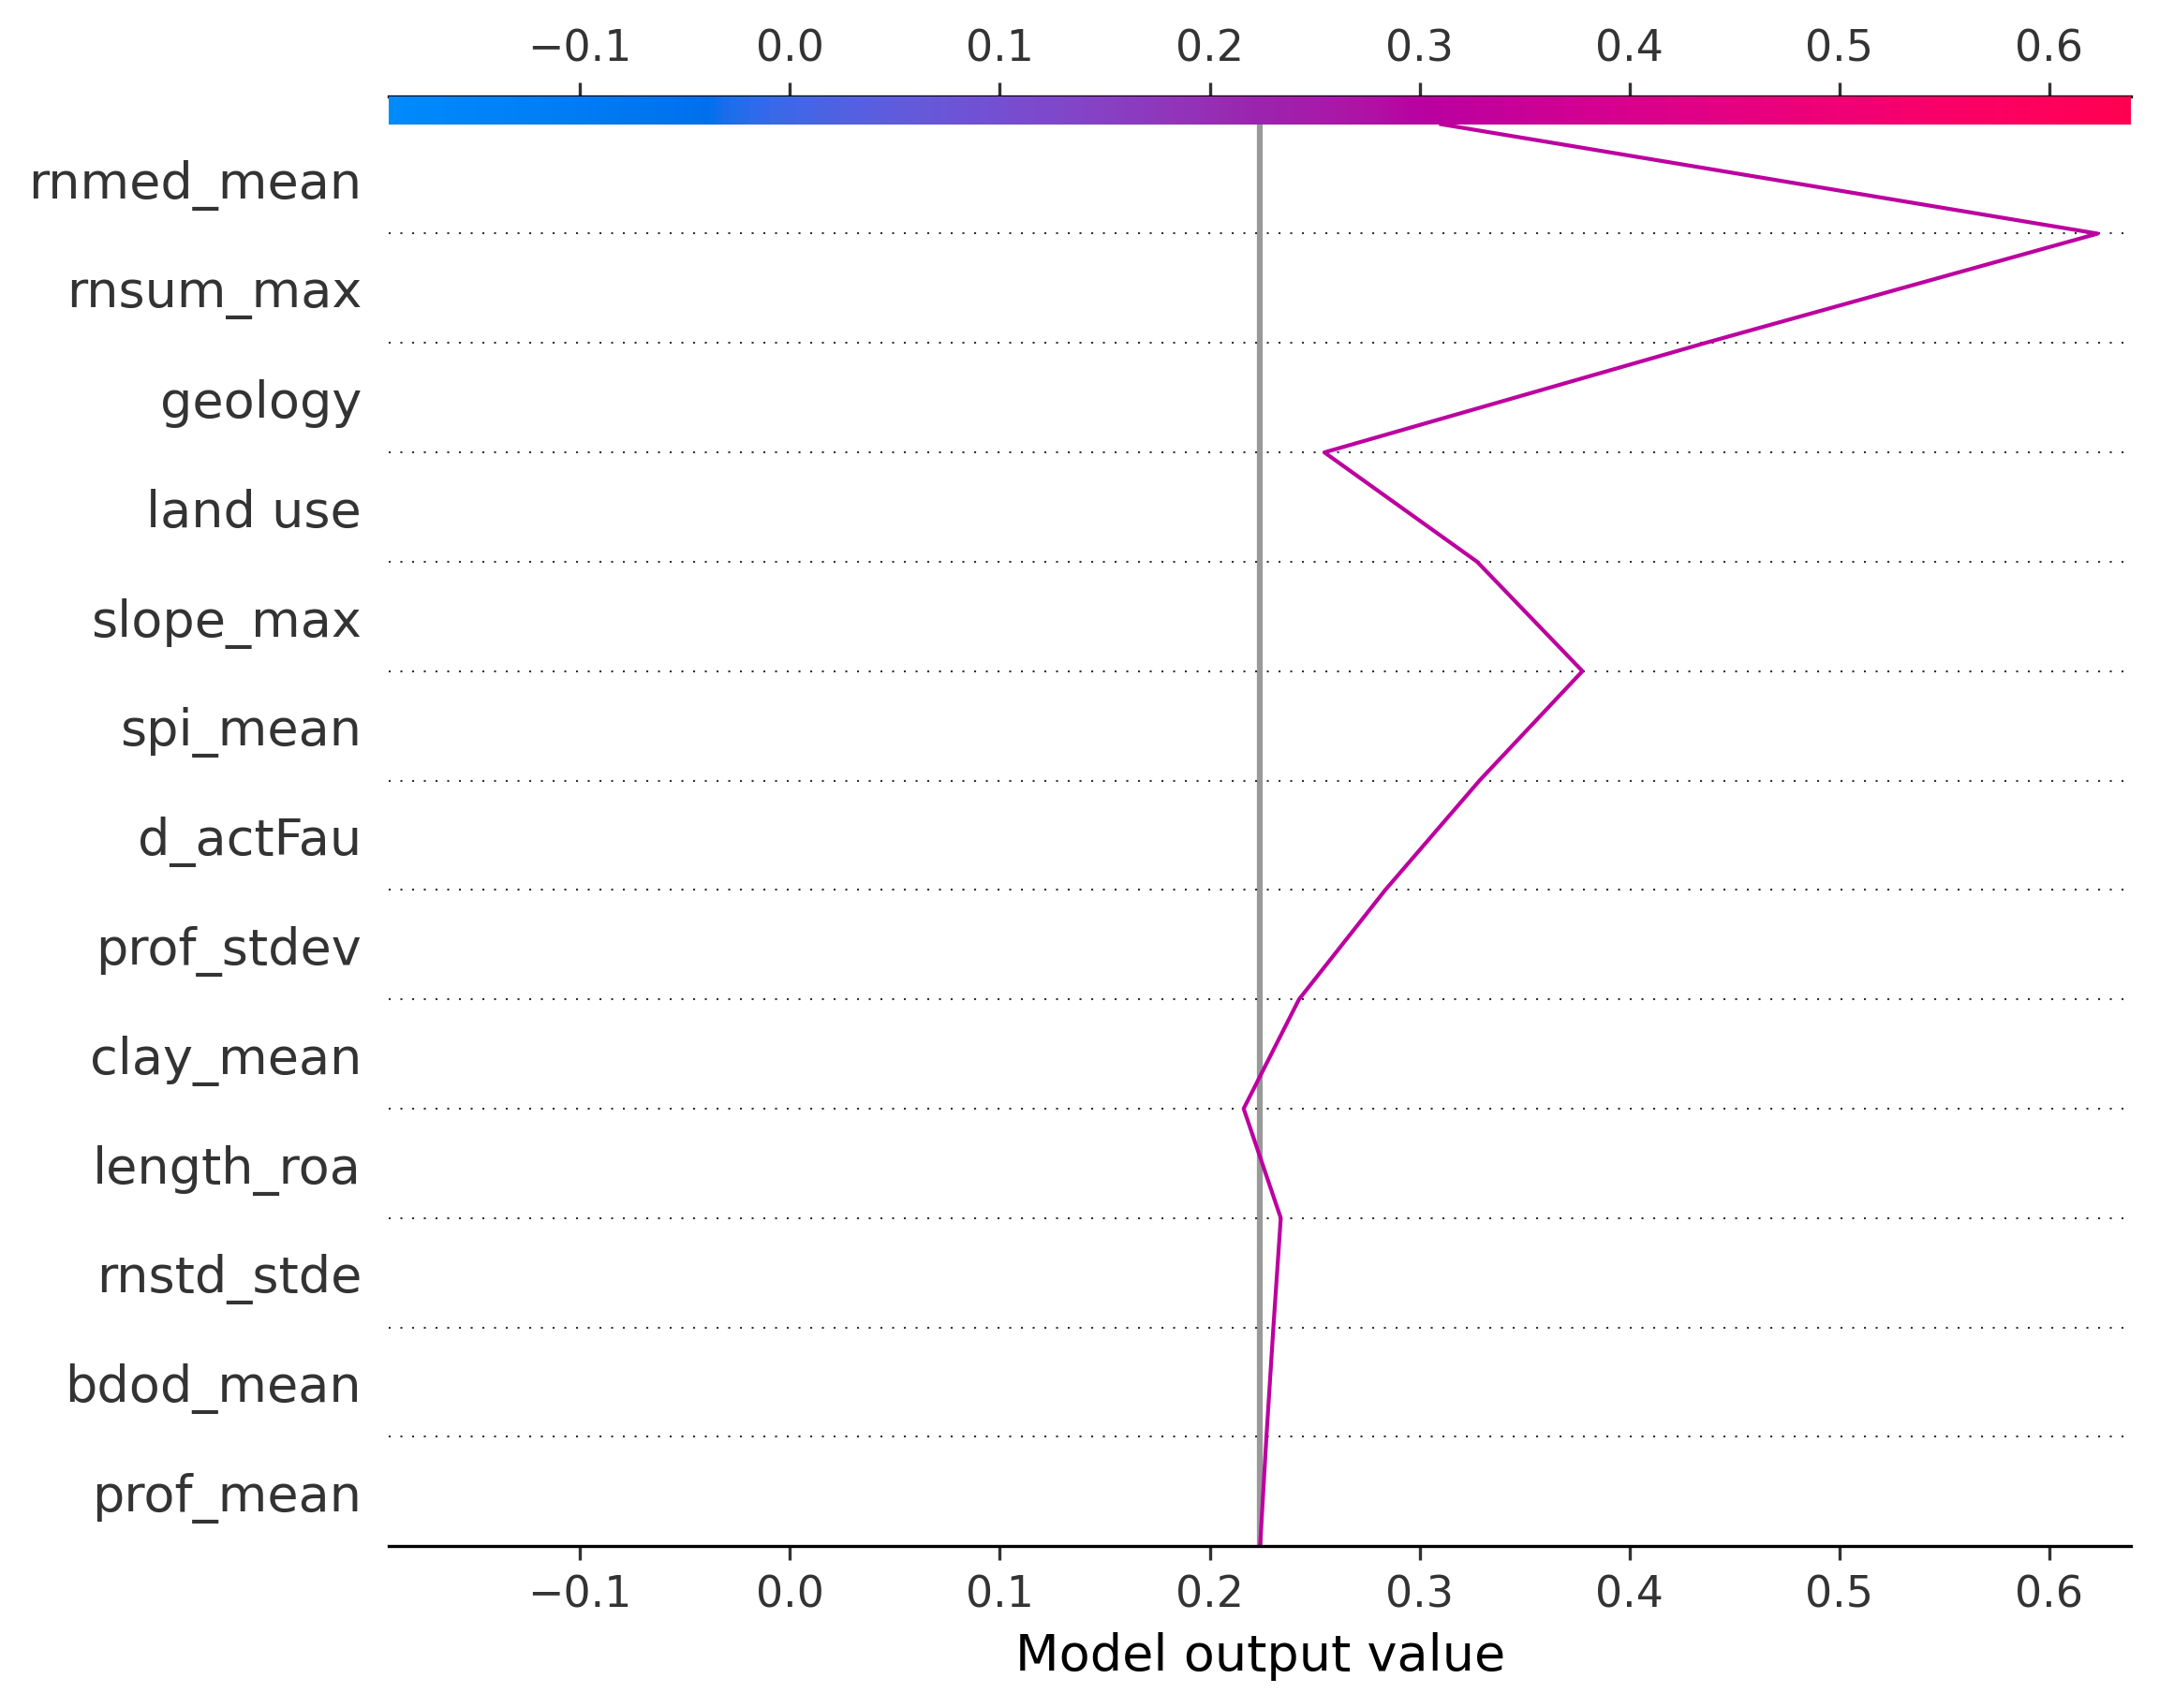 −0.1 0.0 0.1 0.2 0.3 0.4 0.5 0.6
rnmed_mean
rnsum_max
geology
land use
slope_max
spi_mean
d_actFau
prof_stdev
clay_mean
length_roa
rnstd_stde
bdod_mean
prof_mean
−0.1 0.0 0.1 0.2 0.3 0.4 0.5 0.6
Model output value